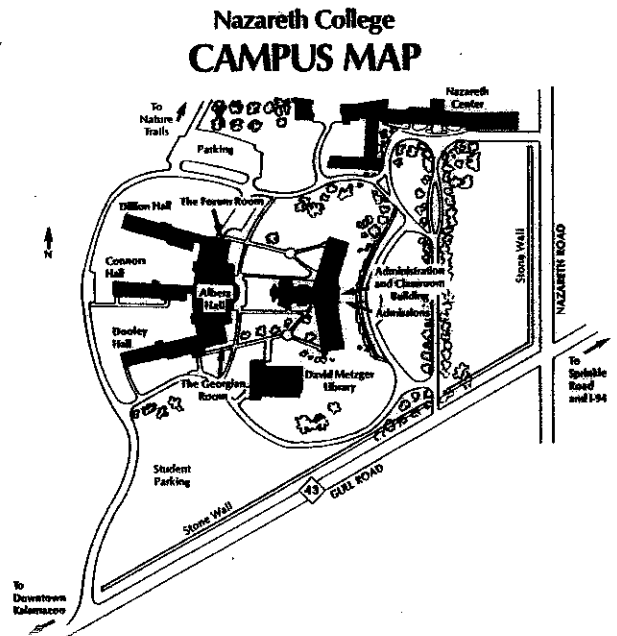 Nazareth College
CAMPUS MAP
Nazareth
Center
To
Nature
Trails
Parking
Dillon Hall
The Forum Room
N
Connors
Hall
Albers
Hall
Administration
and Classroom
Building
Admissions
Stone Wall
NAZARETH ROAD
Dooley
Hall
The Georgian
Room
David Metzger
Library
To
Sprinkle
Road
and I-94
Student
Parking
Stone Wall
43
GULL ROAD
To
Downtown
Kalamazoo